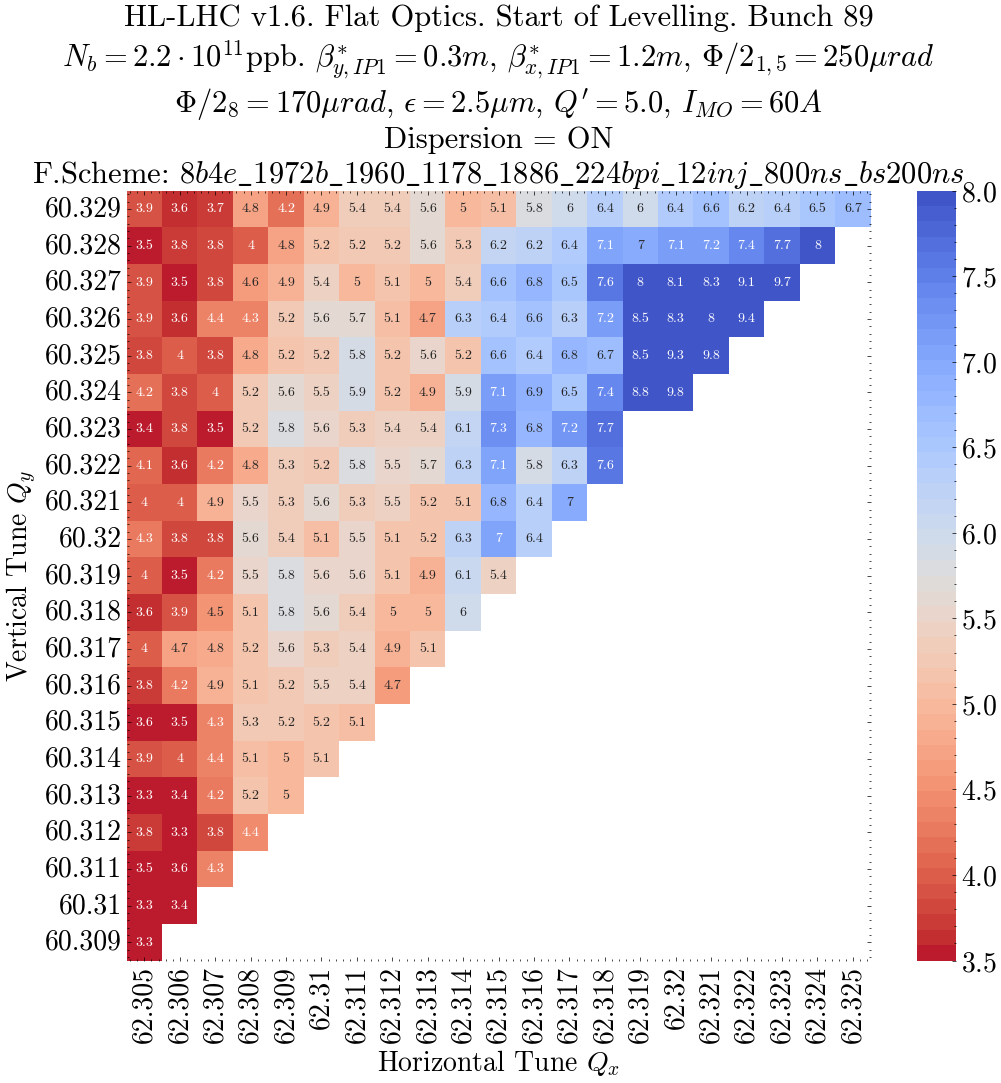 HL-LHC v1.6. Flat Optics. Start of Levelling. Bunch 89
N_b = 2.2 · 10^11 ppb. β*_{y,IP1} = 0.3m, β*_{x,IP1} = 1.2m, Φ/2_{1,5} = 250μrad
Φ/2_8 = 170μrad, ϵ = 2.5μm, Q′ = 5.0, I_{MO} = 60A
Dispersion = ON
F.Scheme: 8b4e_1972b_1960_1178_1886_224bpi_12inj_800ns_bs200ns
60.329 3.9 3.6 3.7 4.8 4.2 4.9 5.4 5.4 5.6 5 5.1 5.8 6 6.4 6 6.4 6.6 6.2 6.4 6.5 6.7
60.328 3.5 3.8 3.8 4 4.8 5.2 5.2 5.2 5.6 5.3 6.2 6.2 6.4 7.1 7 7.1 7.2 7.4 7.7 8
60.327 3.9 3.5 3.8 4.6 4.9 5.4 5 5.1 5 5.4 6.6 6.8 6.5 7.6 8 8.1 8.3 9.1 9.7
60.326 3.9 3.6 4.4 4.3 5.2 5.6 5.7 5.1 4.7 6.3 6.4 6.6 6.3 7.2 8.5 8.3 8 9.4
60.325 3.8 4 3.8 4.8 5.2 5.2 5.8 5.2 5.6 5.2 6.6 6.4 6.8 6.7 8.5 9.3 9.8
60.324 4.2 3.8 4 5.2 5.6 5.5 5.9 5.2 4.9 5.9 7.1 6.9 6.5 7.4 8.8 9.8
60.323 3.4 3.8 3.5 5.2 5.8 5.6 5.3 5.4 5.4 6.1 7.3 6.8 7.2 7.7
60.322 4.1 3.6 4.2 4.8 5.3 5.2 5.8 5.5 5.7 6.3 7.1 5.8 6.3 7.6
60.321 4 4 4.9 5.5 5.3 5.6 5.3 5.5 5.2 5.1 6.8 6.4 7
60.32 4.3 3.8 3.8 5.6 5.4 5.1 5.5 5.1 5.2 6.3 7 6.4
60.319 4 3.5 4.2 5.5 5.8 5.6 5.6 5.1 4.9 6.1 5.4
60.318 3.6 3.9 4.5 5.1 5.8 5.6 5.4 5 5 6
60.317 4 4.7 4.8 5.2 5.6 5.3 5.4 4.9 5.1
60.316 3.8 4.2 4.9 5.1 5.2 5.5 5.4 4.7
60.315 3.6 3.5 4.3 5.3 5.2 5.2 5.1
60.314 3.9 4 4.4 5.1 5 5.1
60.313 3.3 3.4 4.2 5.2 5
60.312 3.8 3.3 3.8 4.4
60.311 3.5 3.6 4.3
60.31 3.3 3.4
60.309 3.3
Vertical Tune Q_y
62.305 62.306 62.307 62.308 62.309 62.31 62.311 62.312 62.313 62.314 62.315 62.316 62.317 62.318 62.319 62.32 62.321 62.322 62.323 62.324 62.325
Horizontal Tune Q_x
8.0
7.5
7.0
6.5
6.0
5.5
5.0
4.5
4.0
3.5